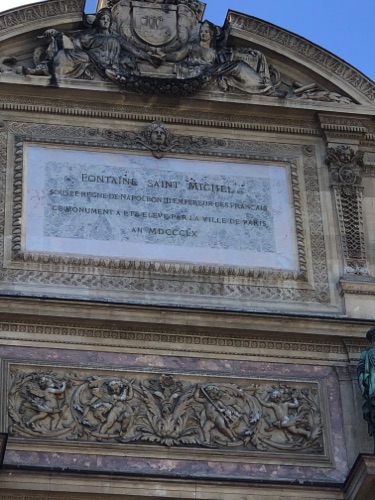 FONTAINE SAINT MICHEL
SOUS LE REGNE DE NAPOLEON III EMPEREUR DES FRANÇAIS
CE MONUMENT A ETE ELEVE PAR LA VILLE DE PARIS
AN MDCCCLX